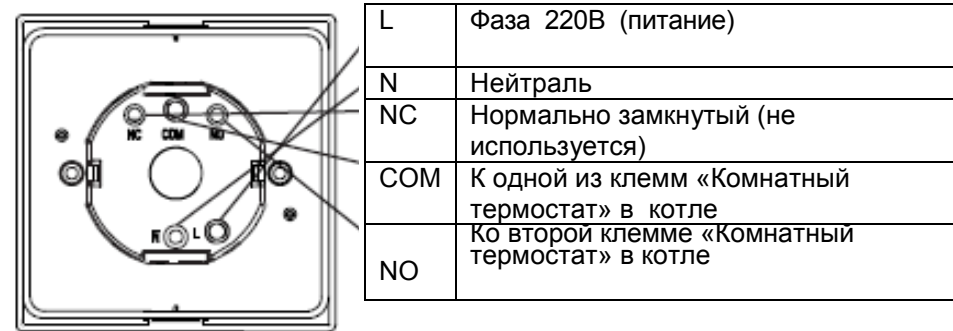 L Фаза 220В (питание)
N Нейтраль
NC Нормально замкнутый (не
используется)
COM К одной из клемм «Комнатный
термостат» в котле
Ко второй клемме «Комнатный
NO термостат» в котле
NC COM NO
N L